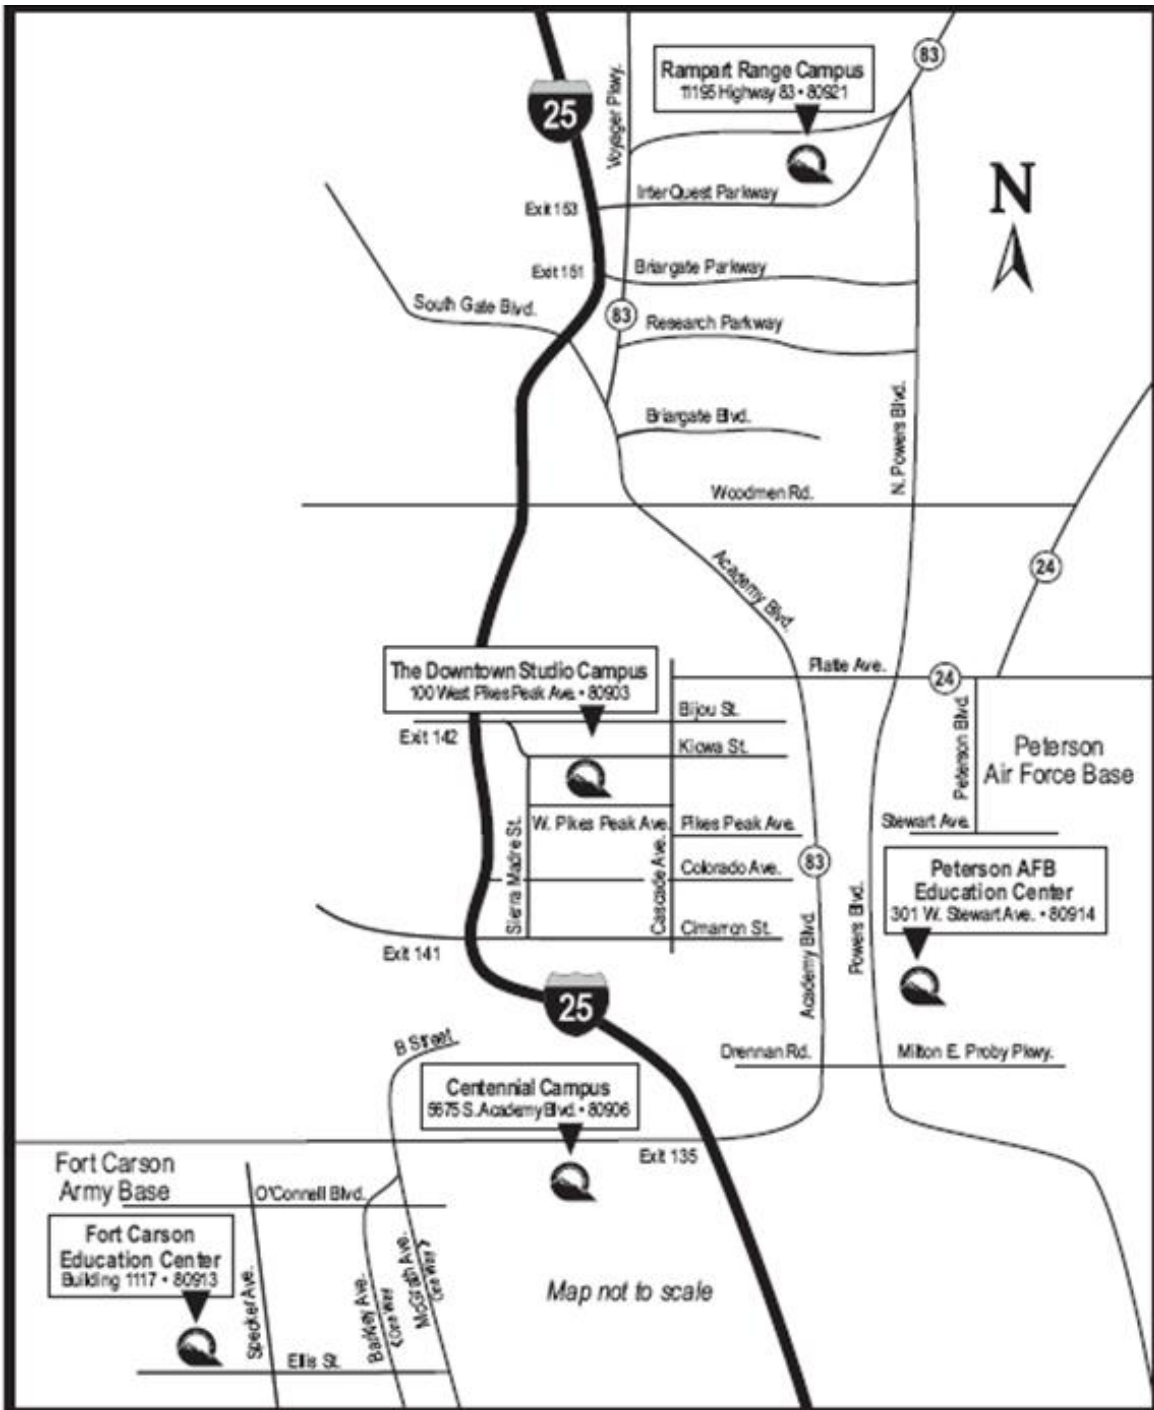 83
Rampart Range Campus
11195 Highway 83 • 80921
25
Voyager Pkwy.
N
InterQuest Parkway
Exit 153
Briargate Parkway
Exit 151
South Gate Blvd.
83
Research Parkway
N. Powers Blvd.
Briargate Blvd.
Woodmen Rd.
24
Academy Blvd.
The Downtown Studio Campus
100 West Pikes Peak Ave. • 80903
Platte Ave.
24
Bijou St.
Exit 142
Kiowa St.
Peterson Blvd.
Peterson
Air Force Base
W. Pikes Peak Ave.
Pikes Peak Ave.
Stewart Ave.
Sierra Madre St.
Cascade Ave.
Colorado Ave.
83
Peterson AFB
Education Center
301 W. Stewart Ave. • 80914
Cimarron St.
Academy Blvd.
Powers Blvd.
Exit 141
25
B Street
Drennan Rd.
Milton E. Proby Pkwy.
Centennial Campus
5675 S. Academy Blvd. • 80906
Exit 135
Fort Carson
Army Base
O'Connell Blvd.
Fort Carson
Education Center
Building 1117 • 80913
Specker Ave.
Barkley Ave.
One Way
McGrath Ave.
One Way
Map not to scale
Ellis St.